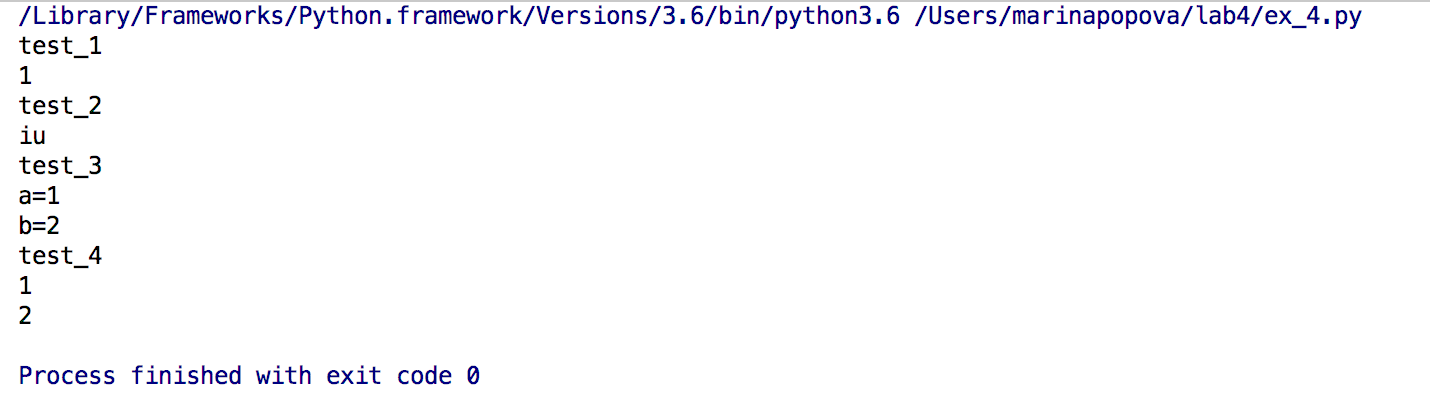 /Library/Frameworks/Python.framework/Versions/3.6/bin/python3.6 /Users/marinapopova/lab4/ex_4.py
test_1
1
test_2
iu
test_3
a=1
b=2
test_4
1
2
Process finished with exit code 0